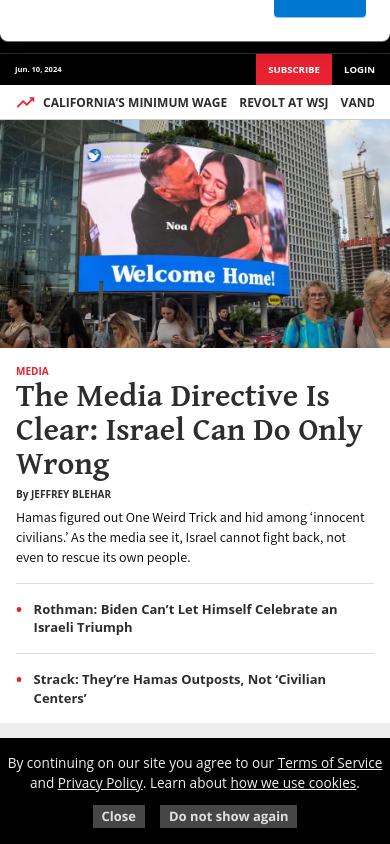 Jun. 10, 2024
SUBSCRIBE
LOGIN
CALIFORNIA'S MINIMUM WAGE
REVOLT AT WSJ
VAND
Noa
Welcome Home!
MEDIA
The Media Directive Is
Clear: Israel Can Do Only
Wrong
By JEFFREY BLEHAR
Hamas figured out One Weird Trick and hid among ‘innocent
civilians.’ As the media see it, Israel cannot fight back, not
even to rescue its own people.
• Rothman: Biden Can’t Let Himself Celebrate an
Israeli Triumph
• Strack: They’re Hamas Outposts, Not ‘Civilian
Centers’
By continuing on our site you agree to our Terms of Service
and Privacy Policy. Learn about how we use cookies.
Close
Do not show again